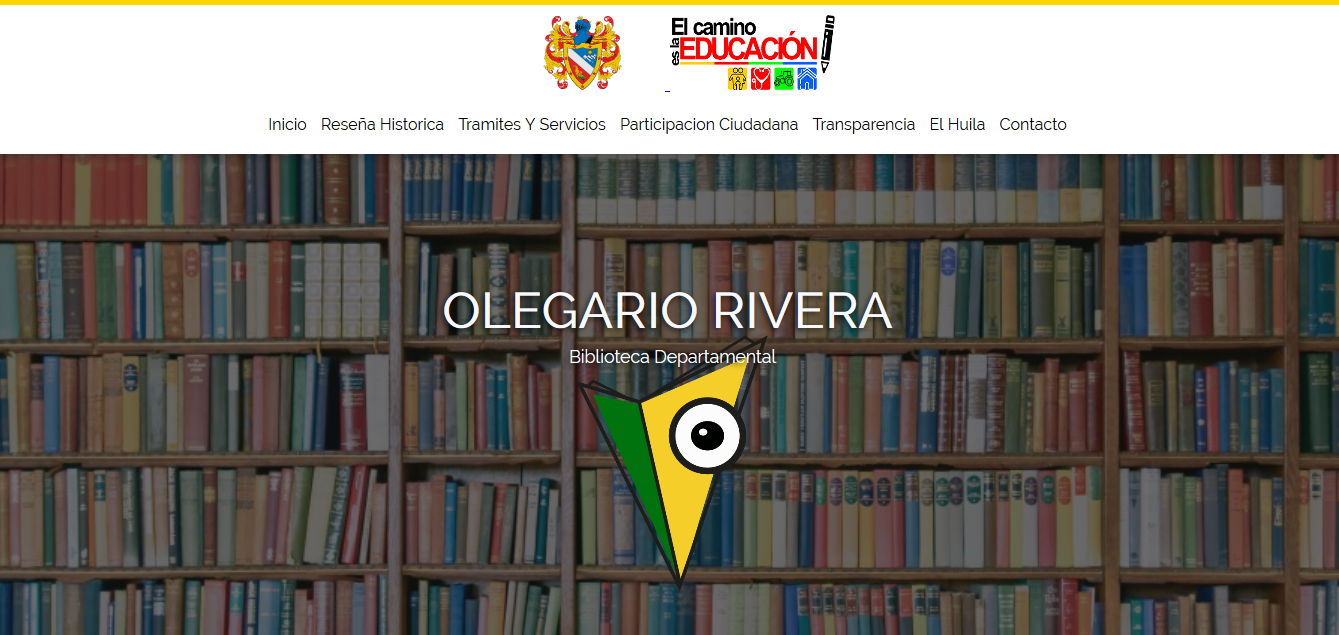 El camino
es la EDUCACIÓN
Inicio Reseña Historica Tramites Y Servicios Participacion Ciudadana Transparencia El Huila Contacto
OLEGARIO RIVERA
Biblioteca Departamental